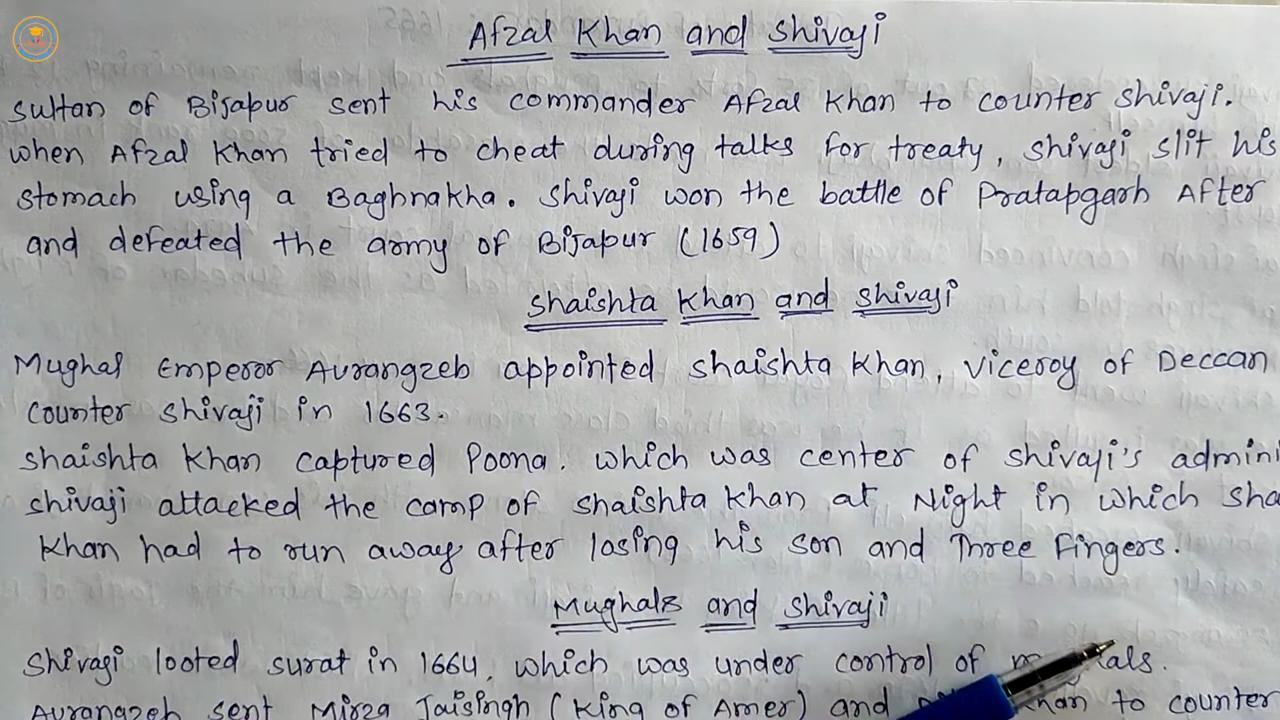 Afzal Khan and Shivaji
Sultan of Bijapur sent his commander Afzal Khan to counter Shivaji.
when Afzal Khan tried to cheat during talks for treaty, Shivaji slit his
stomach using a Baghnakha. Shivaji won the battle of Pratapgarh After
and defeated the army of Bijapur (1659)
Shaishta Khan and Shivaji
Mughal Emperor Aurangzeb appointed Shaishta Khan, viceroy of Deccan
counter Shivaji in 1663.
Shaishta Khan captured Poona. which was center of Shivaji's admini
Shivaji attacked the camp of Shaishta Khan at Night in which Sha
Khan had to run away after losing his son and Three Fingers.
Mughals and Shivaji
Shivaji looted Surat in 1664, which was under control of
Aurangzeb sent Mirza Jaisingh (King of Amer) and Khan to counter